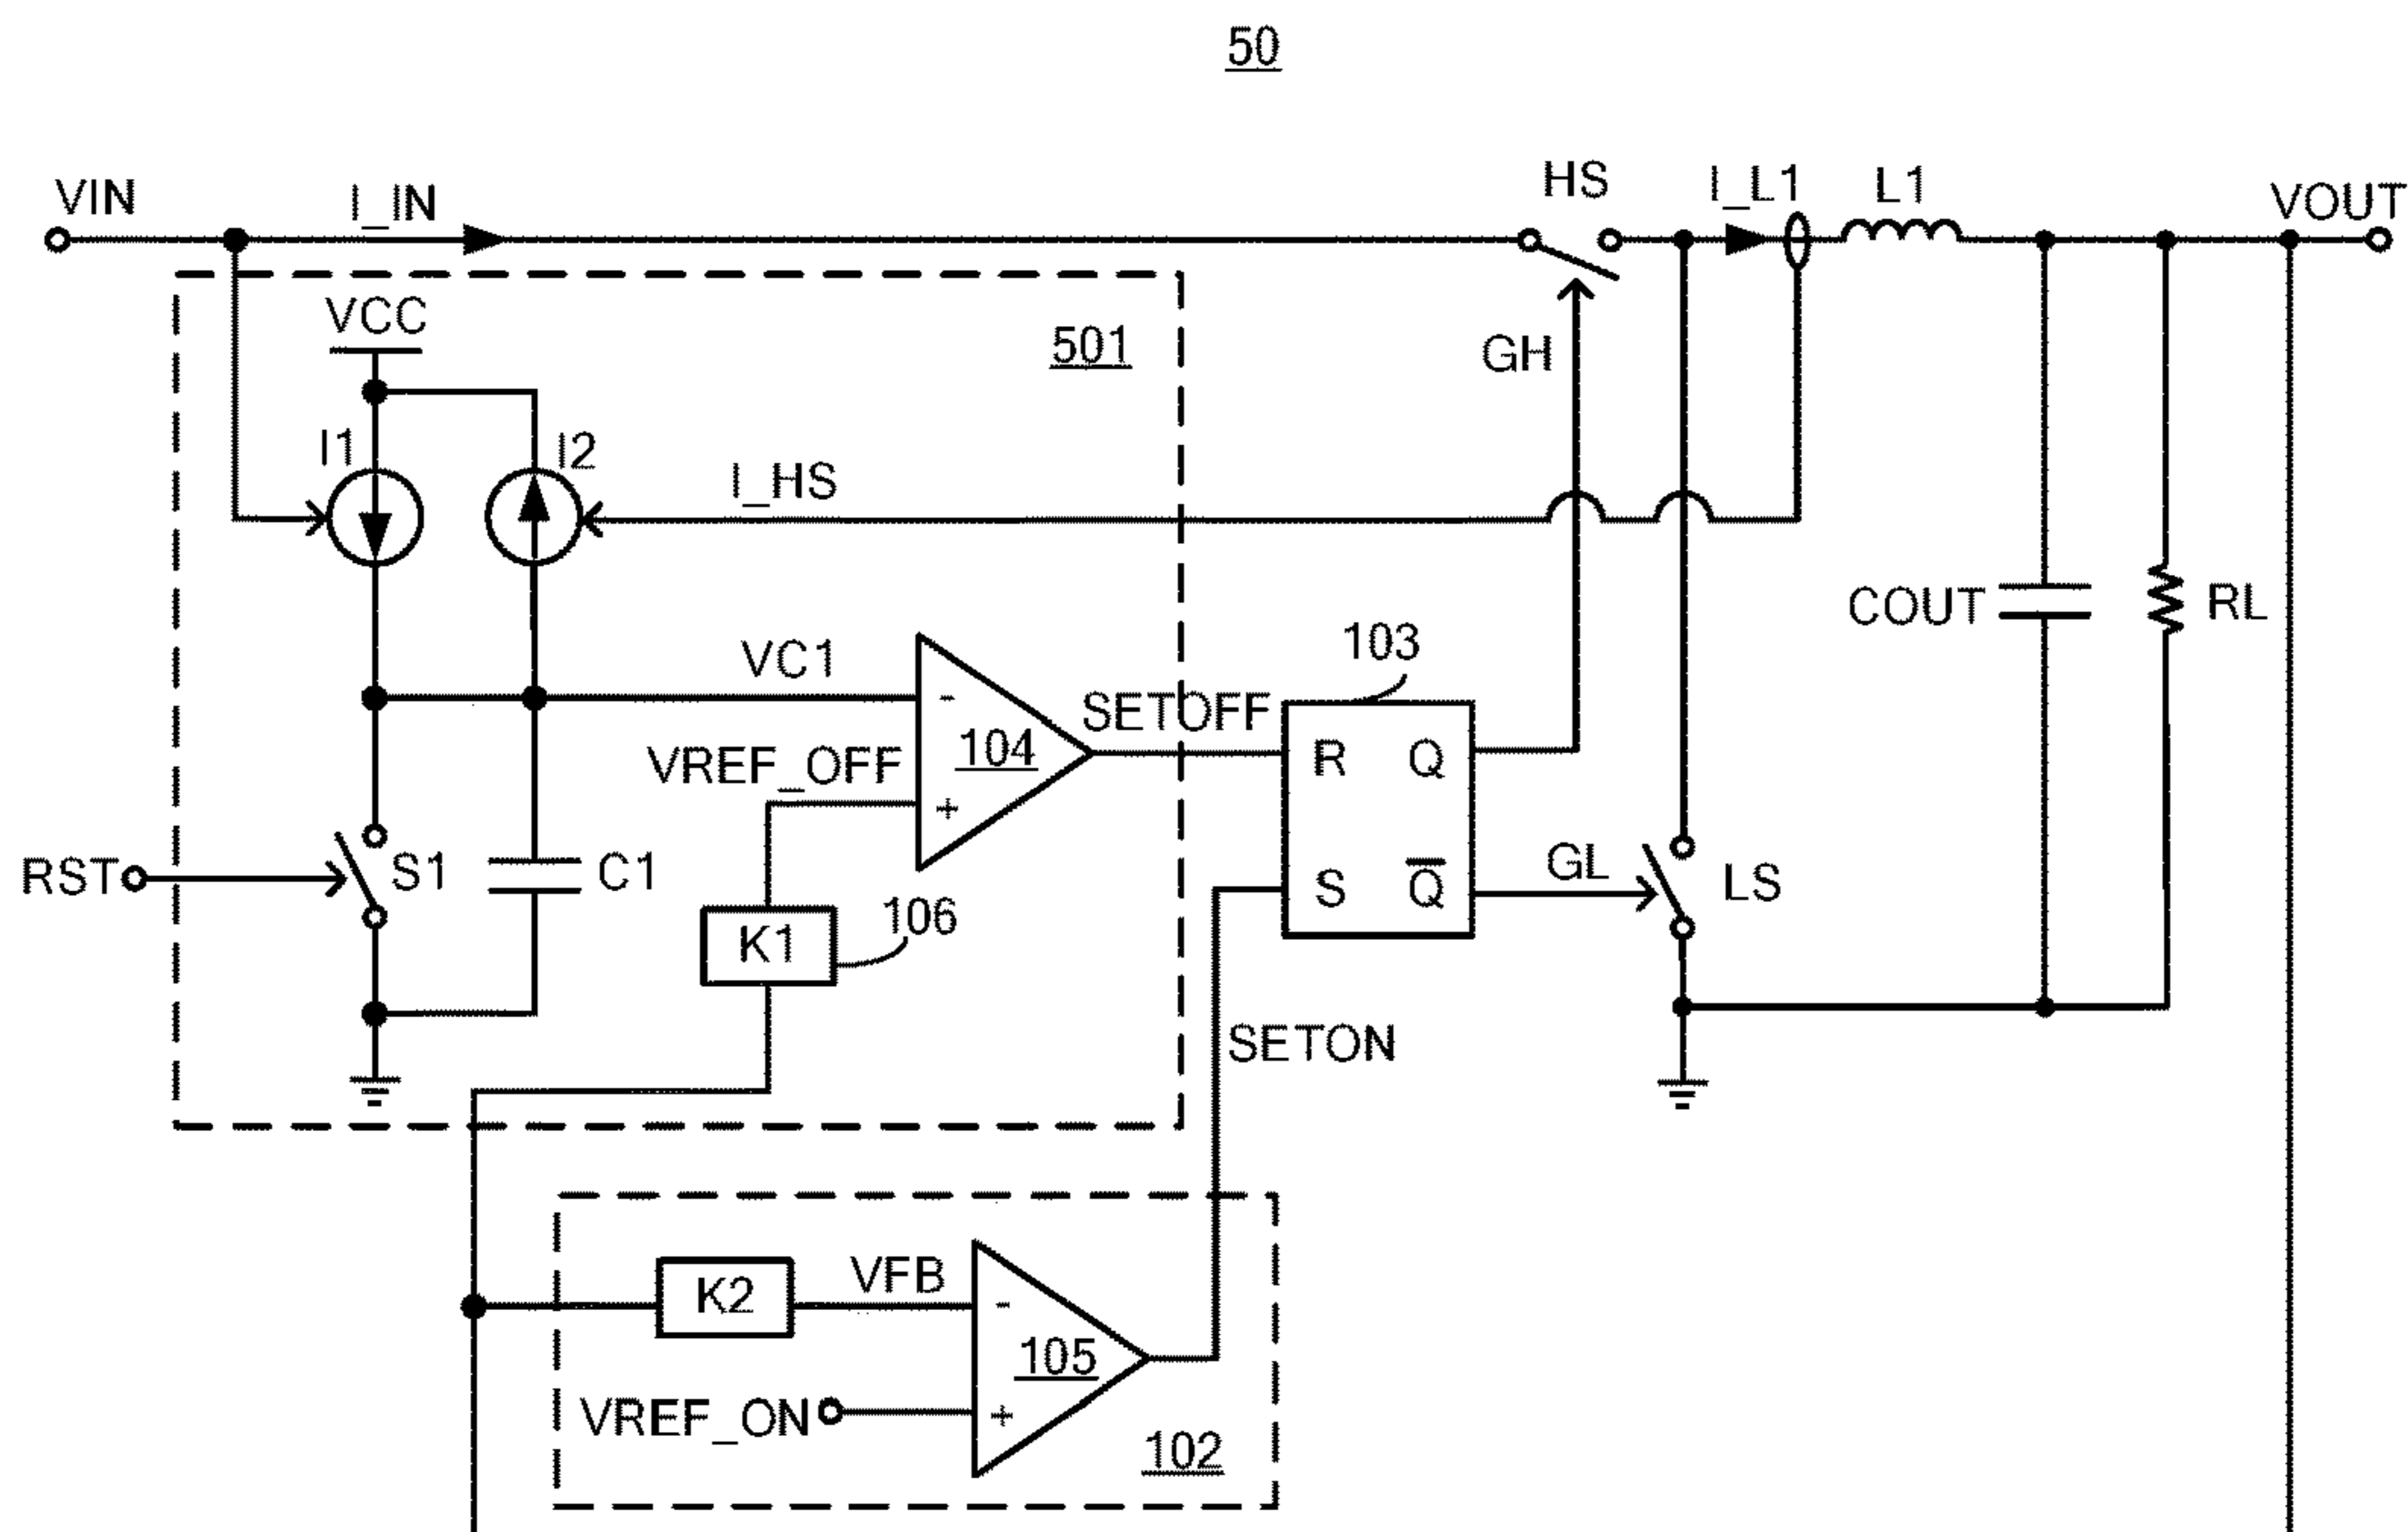 50
VIN
I_IN
HS
I_L1
L1
VOUT
VCC
501
GH
I1
I2
I_HS
COUT
RL
VC1
103
SETOFF
VREF_OFF
-
104
+
R
Q
S
Q̅
RST
S1
C1
106
K1
GL
LS
SETON
K2
VFB
-
105
+
VREF_ON
102